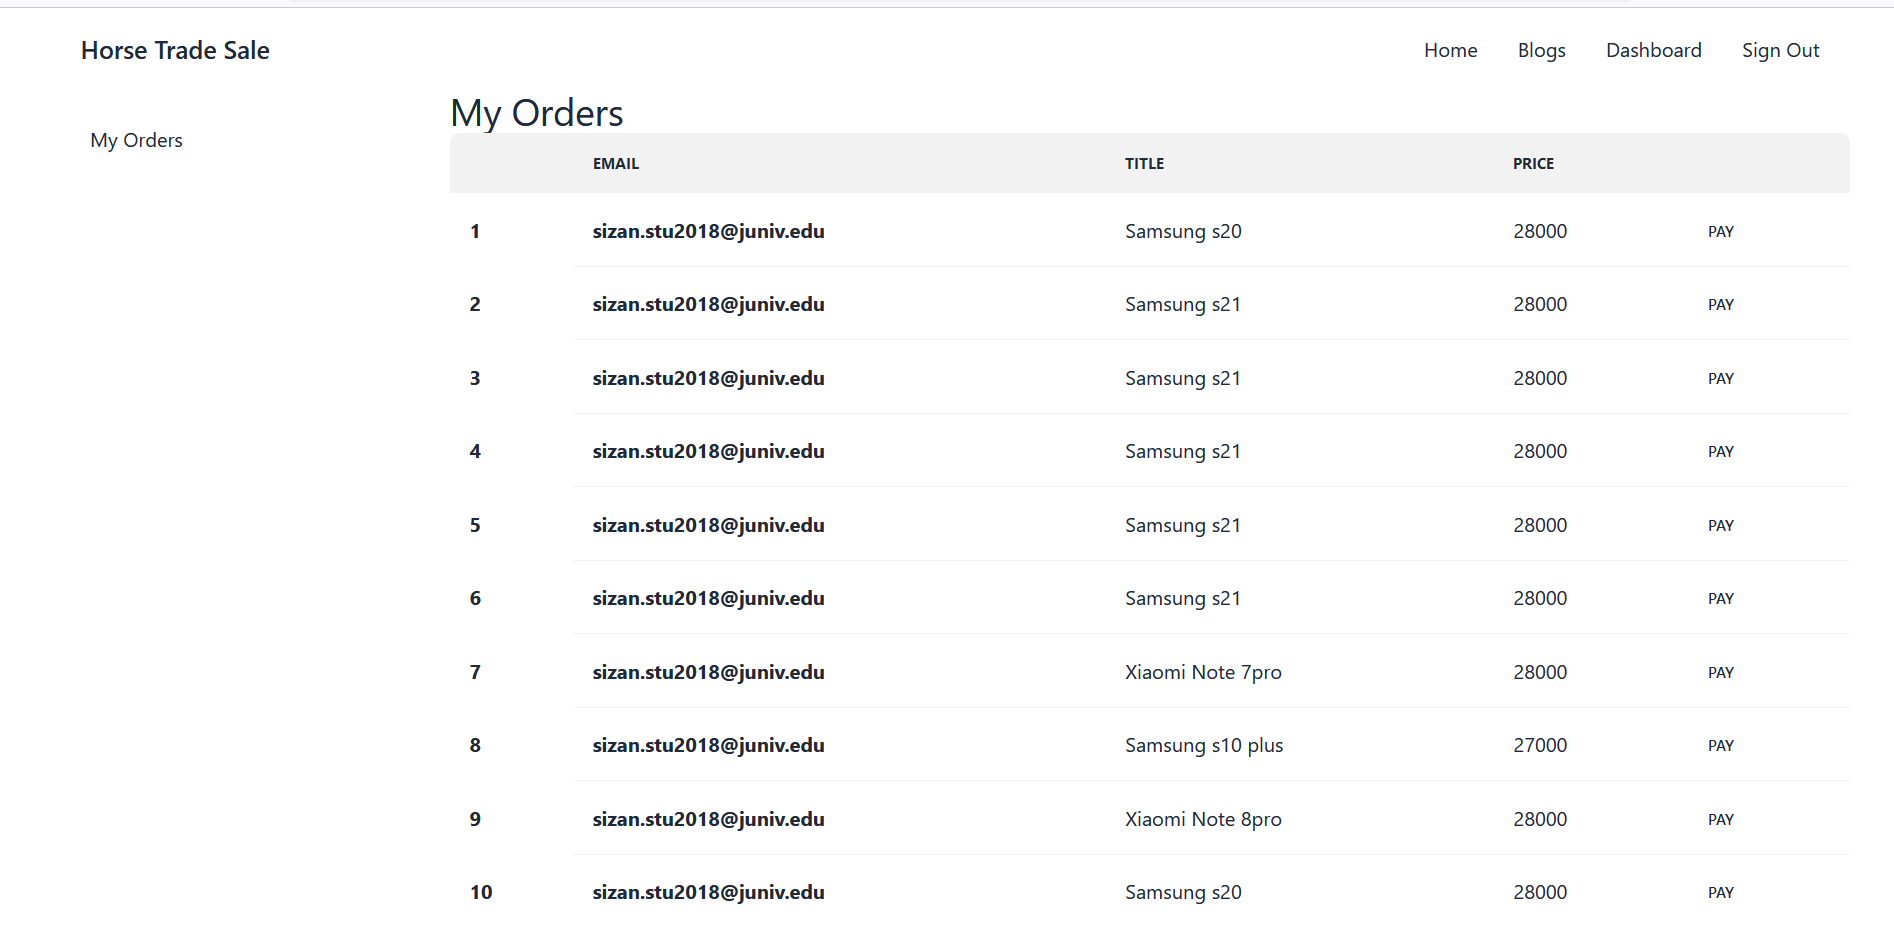 Horse Trade Sale Home Blogs Dashboard Sign Out
My Orders
My Orders
EMAIL TITLE PRICE
1 sizan.stu2018@juniv.edu Samsung s20 28000 PAY
2 sizan.stu2018@juniv.edu Samsung s21 28000 PAY
3 sizan.stu2018@juniv.edu Samsung s21 28000 PAY
4 sizan.stu2018@juniv.edu Samsung s21 28000 PAY
5 sizan.stu2018@juniv.edu Samsung s21 28000 PAY
6 sizan.stu2018@juniv.edu Samsung s21 28000 PAY
7 sizan.stu2018@juniv.edu Xiaomi Note 7pro 28000 PAY
8 sizan.stu2018@juniv.edu Samsung s10 plus 27000 PAY
9 sizan.stu2018@juniv.edu Xiaomi Note 8pro 28000 PAY
10 sizan.stu2018@juniv.edu Samsung s20 28000 PAY